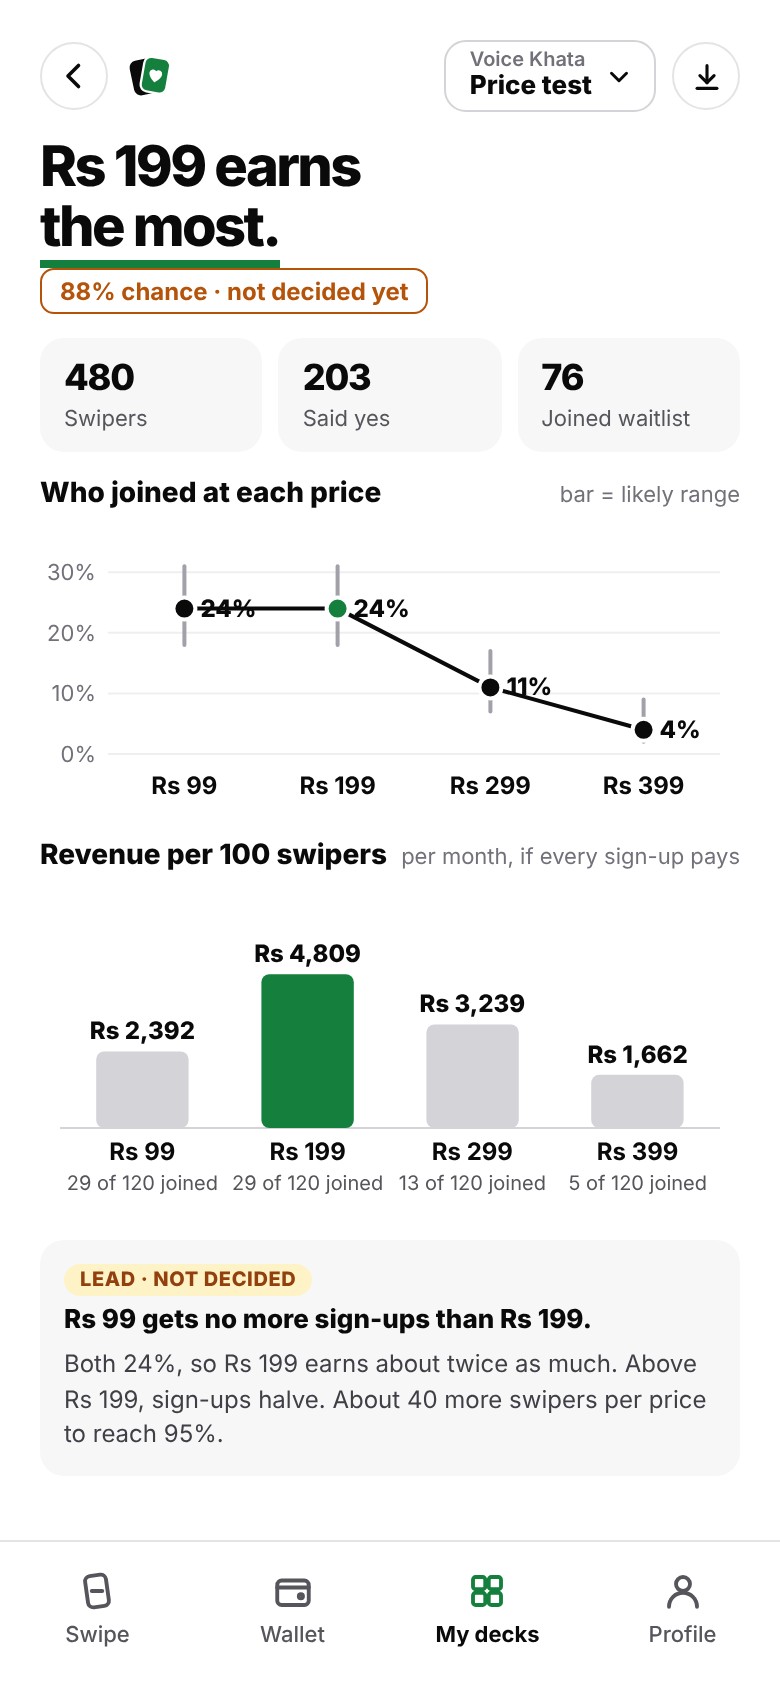 Voice Khata
Price test
Rs 199 earns
the most.
88% chance · not decided yet
480
Swipers
203
Said yes
76
Joined waitlist
Who joined at each price
bar = likely range
30%
20%
10%
0%
24%
24%
11%
4%
Rs 99
Rs 199
Rs 299
Rs 399
Revenue per 100 swipers
per month, if every sign-up pays
Rs 2,392
Rs 4,809
Rs 3,239
Rs 1,662
Rs 99
Rs 199
Rs 299
Rs 399
29 of 120 joined
29 of 120 joined
13 of 120 joined
5 of 120 joined
LEAD · NOT DECIDED
Rs 99 gets no more sign-ups than Rs 199.
Both 24%, so Rs 199 earns about twice as much. Above
Rs 199, sign-ups halve. About 40 more swipers per price
to reach 95%.
Swipe
Wallet
My decks
Profile